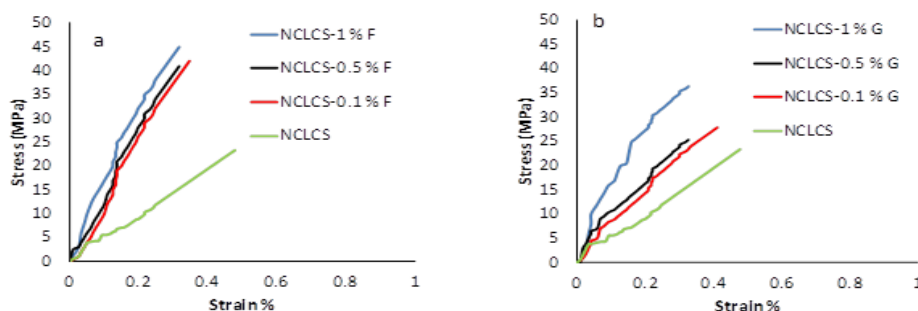 a
50
45
40
35
30
25
20
15
10
5
0
Stress (MPa)
0
0.2
0.4
0.6
0.8
1
Strain %
NCLCS-1% F
NCLCS-0.5% F
NCLCS-0.1% F
NCLCS
b
50
45
40
35
30
25
20
15
10
5
0
Stress (MPa)
0
0.2
0.4
0.6
0.8
1
Strain %
NCLCS-1% G
NCLCS-0.5% G
NCLCS-0.1% G
NCLCS